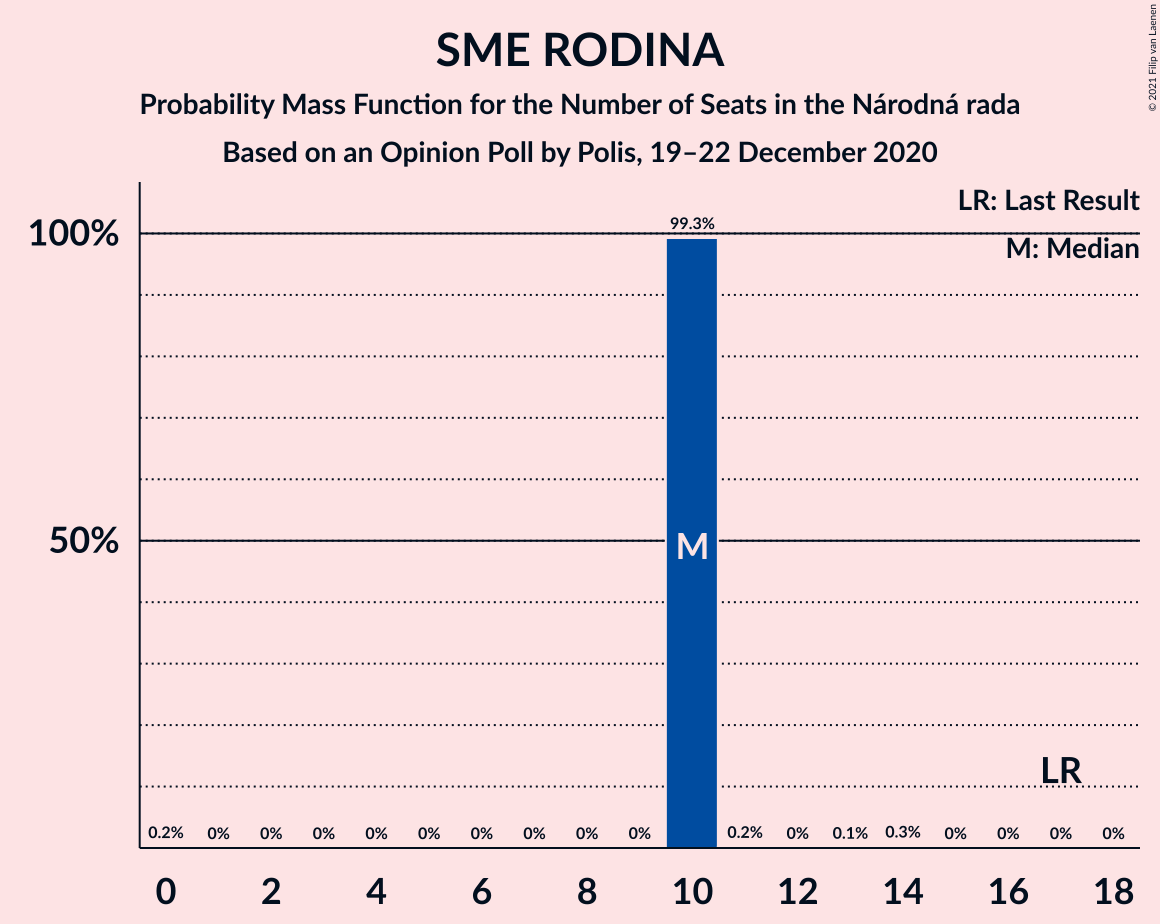 SME RODINA
Probability Mass Function for the Number of Seats in the Národná rada
Based on an Opinion Poll by Polis, 19–22 December 2020
© 2021 Filip van Laenen
LR: Last Result
M: Median
100%
50%
99.3%
M
LR
0.2% 0% 0% 0% 0% 0% 0% 0% 0% 0% 0.2% 0% 0.1% 0.3% 0% 0% 0% 0%
0 2 4 6 8 10 12 14 16 18